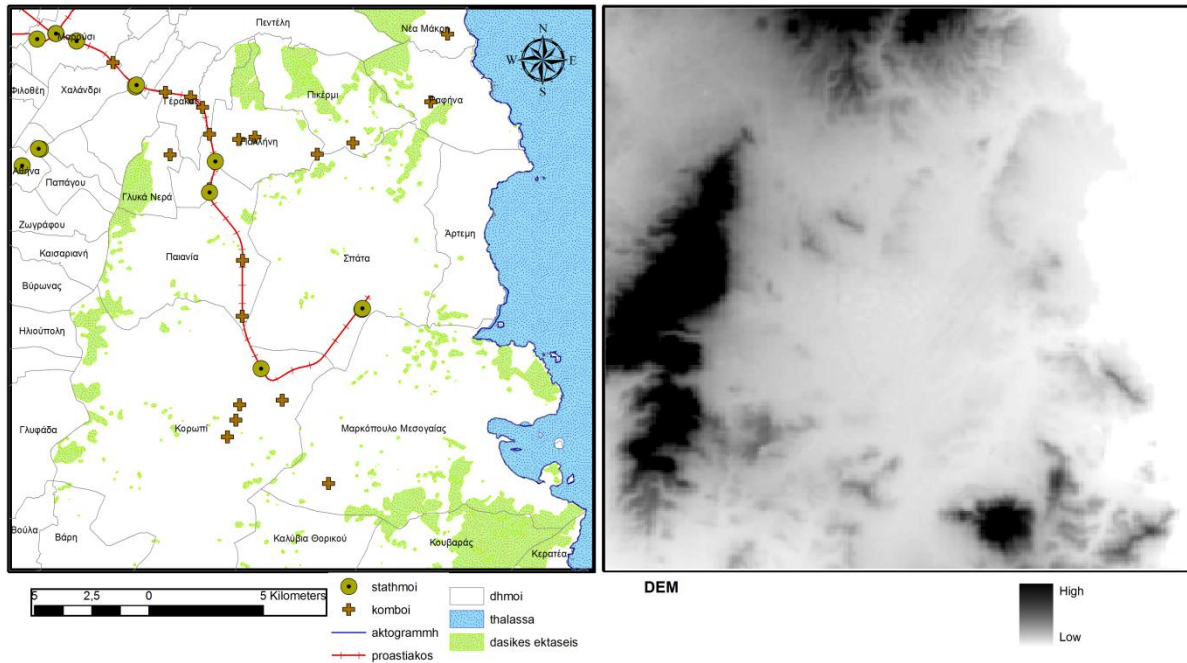 Πεντέλη
Νέα Μάκρη
Μαρούσι
N
W E
S
Φιλοθέη
Χαλάνδρι
Γέρακας
Πικέρμι
Ραφήνα
Παλλήνη
Αθήνα
Παπάγου
Γλυκά Νερά
Ζωγράφου
Άρτεμη
Καισαριανή
Παιανία
Σπάτα
Βύρωνας
Ηλιούπολη
Γλυφάδα
Κορωπί
Μαρκόπουλο Μεσογαίας
Βούλα
Βάρη
Καλύβια Θορικού
Κουβαράς
Κερατέα
5 2,5 0 5 Kilometers
stathmoi
komboi
aktogrammh
proastiakos
dhmoi
thalassa
dasikes ektaseis
DEM
High
Low